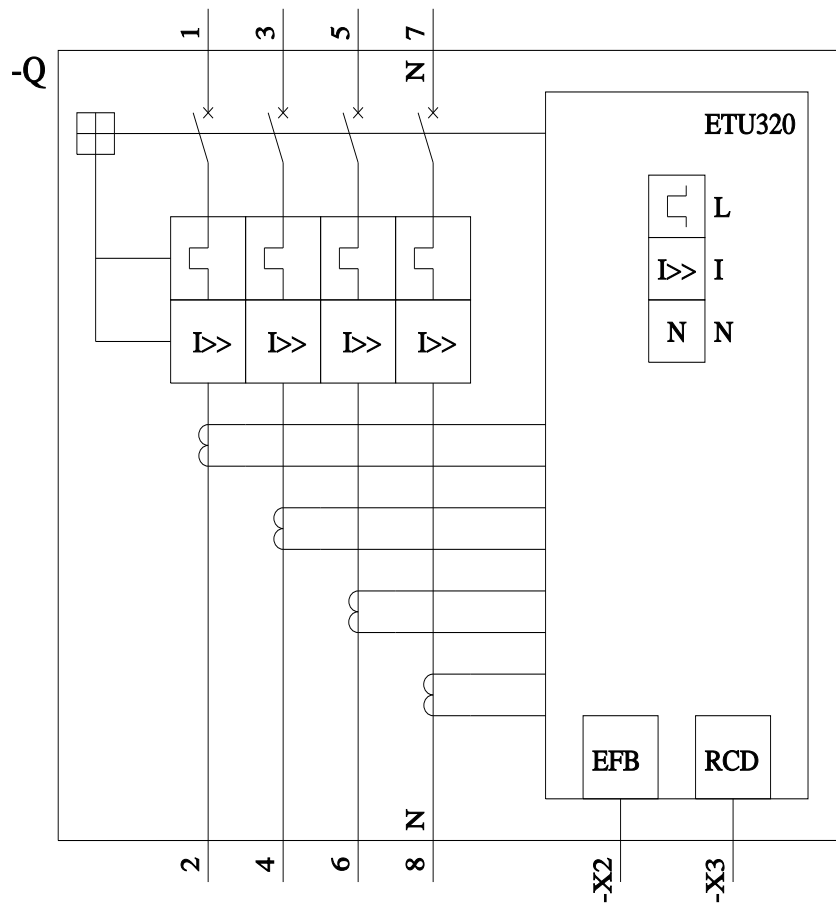 1 3 5 7
-Q
N
ETU320
L
I>> I
N N
I>> I>> I>> I>>
EFB RCD
N
2 4 6 8 -X2 -X3